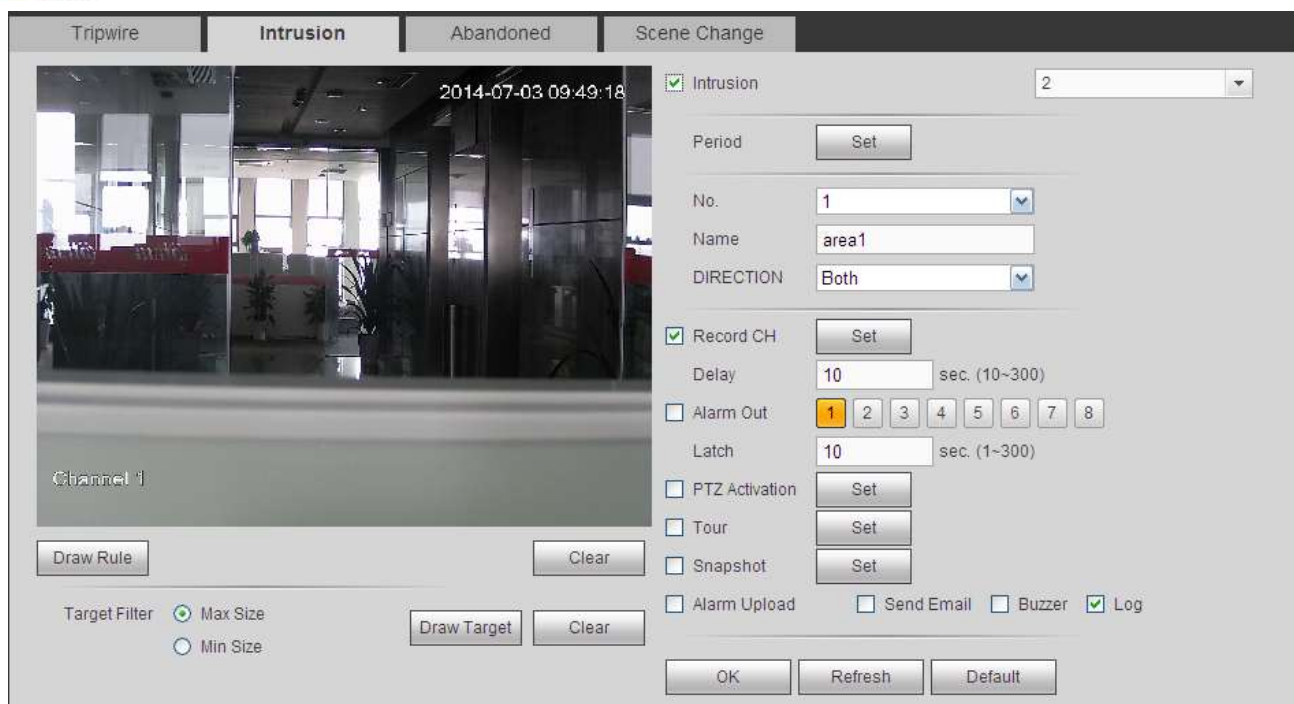 Tripwire Intrusion Abandoned Scene Change
2014-07-03 09:49:18
Channel 1
Draw Rule Clear
Target Filter Max Size
Min Size
Draw Target Clear
Intrusion 2
Period Set
No. 1
Name area1
DIRECTION Both
Record CH Set
Delay 10 sec. (10~300)
Alarm Out 1 2 3 4 5 6 7 8
Latch 10 sec. (1~300)
PTZ Activation Set
Tour Set
Snapshot Set
Alarm Upload Send Email Buzzer Log
OK Refresh Default